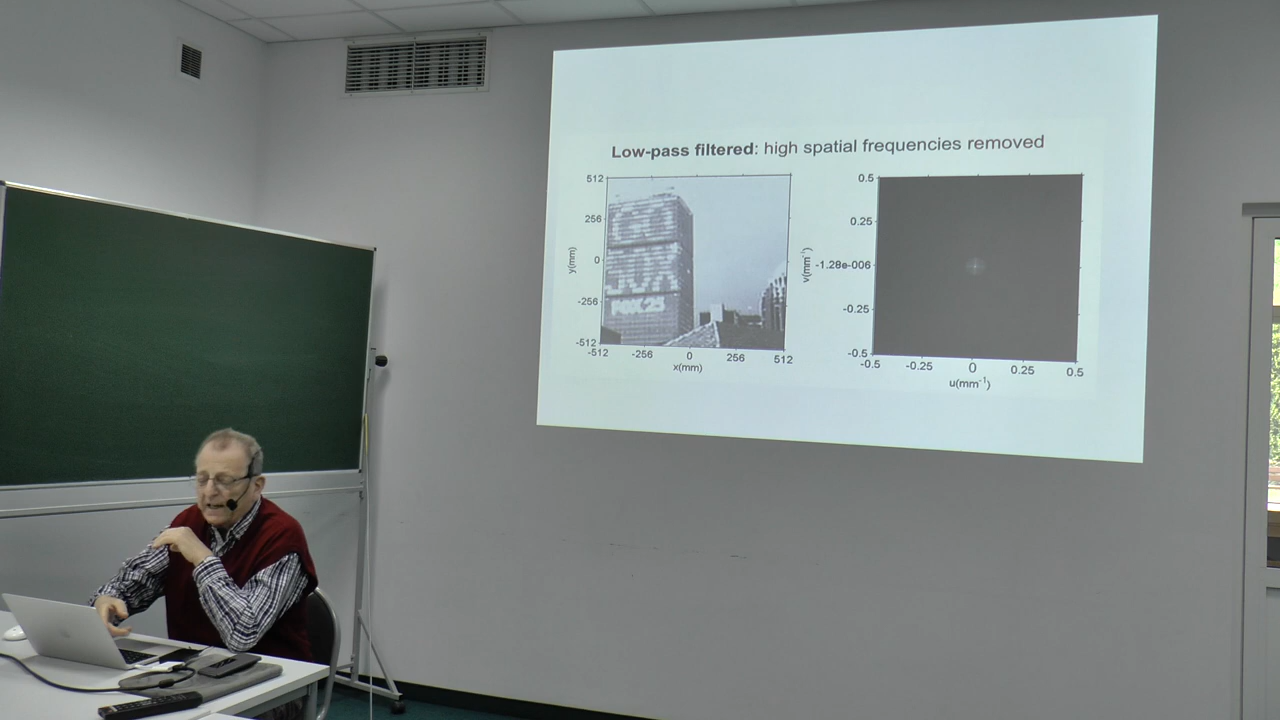 Low-pass filtered: high spatial frequencies removed
512
256
0
-256
-512
y(mm)
-512 -256 0 256 512
x(mm)
FOX 25
0.5
0.25
-1.28e-006
-0.25
-0.5
v(mm-1)
-0.5 -0.25 0 0.25 0.5
u(mm-1)